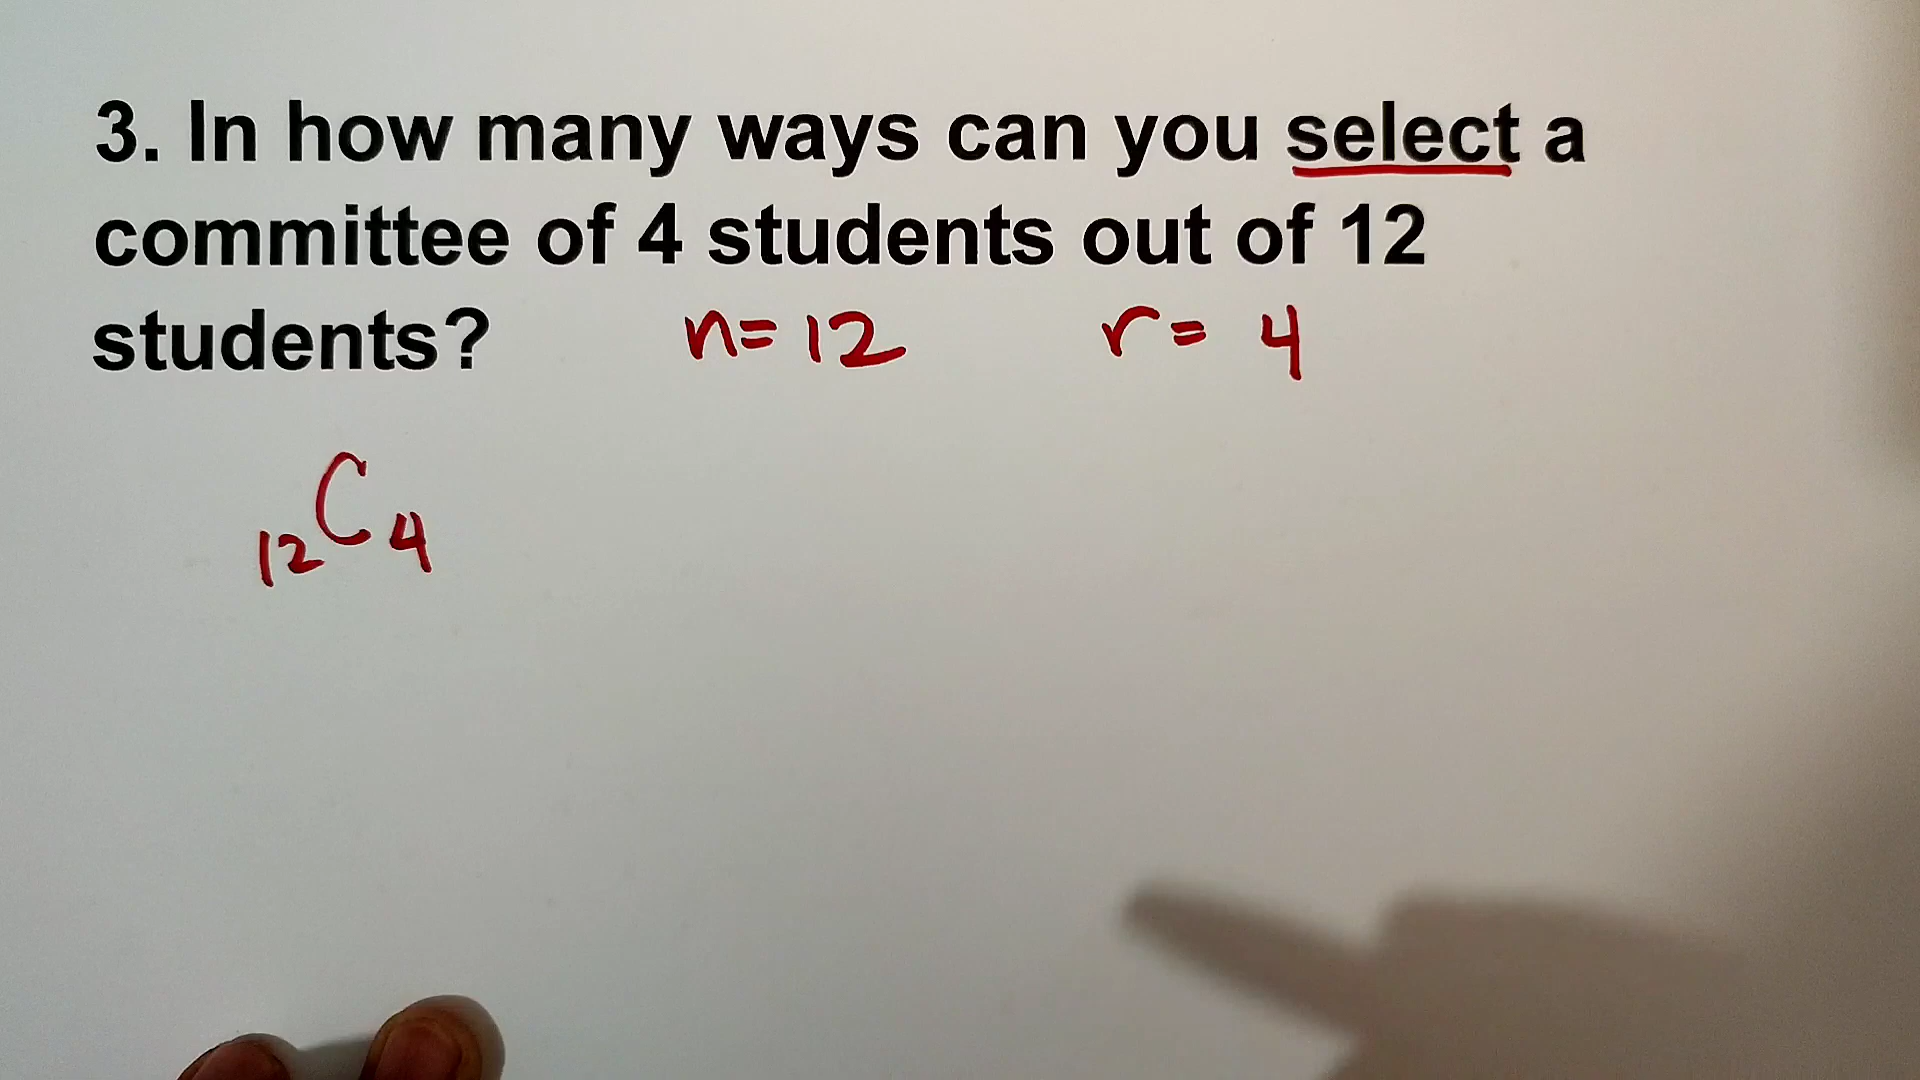 3. In how many ways can you select a
committee of 4 students out of 12
students? n= 12 r= 4
12C4